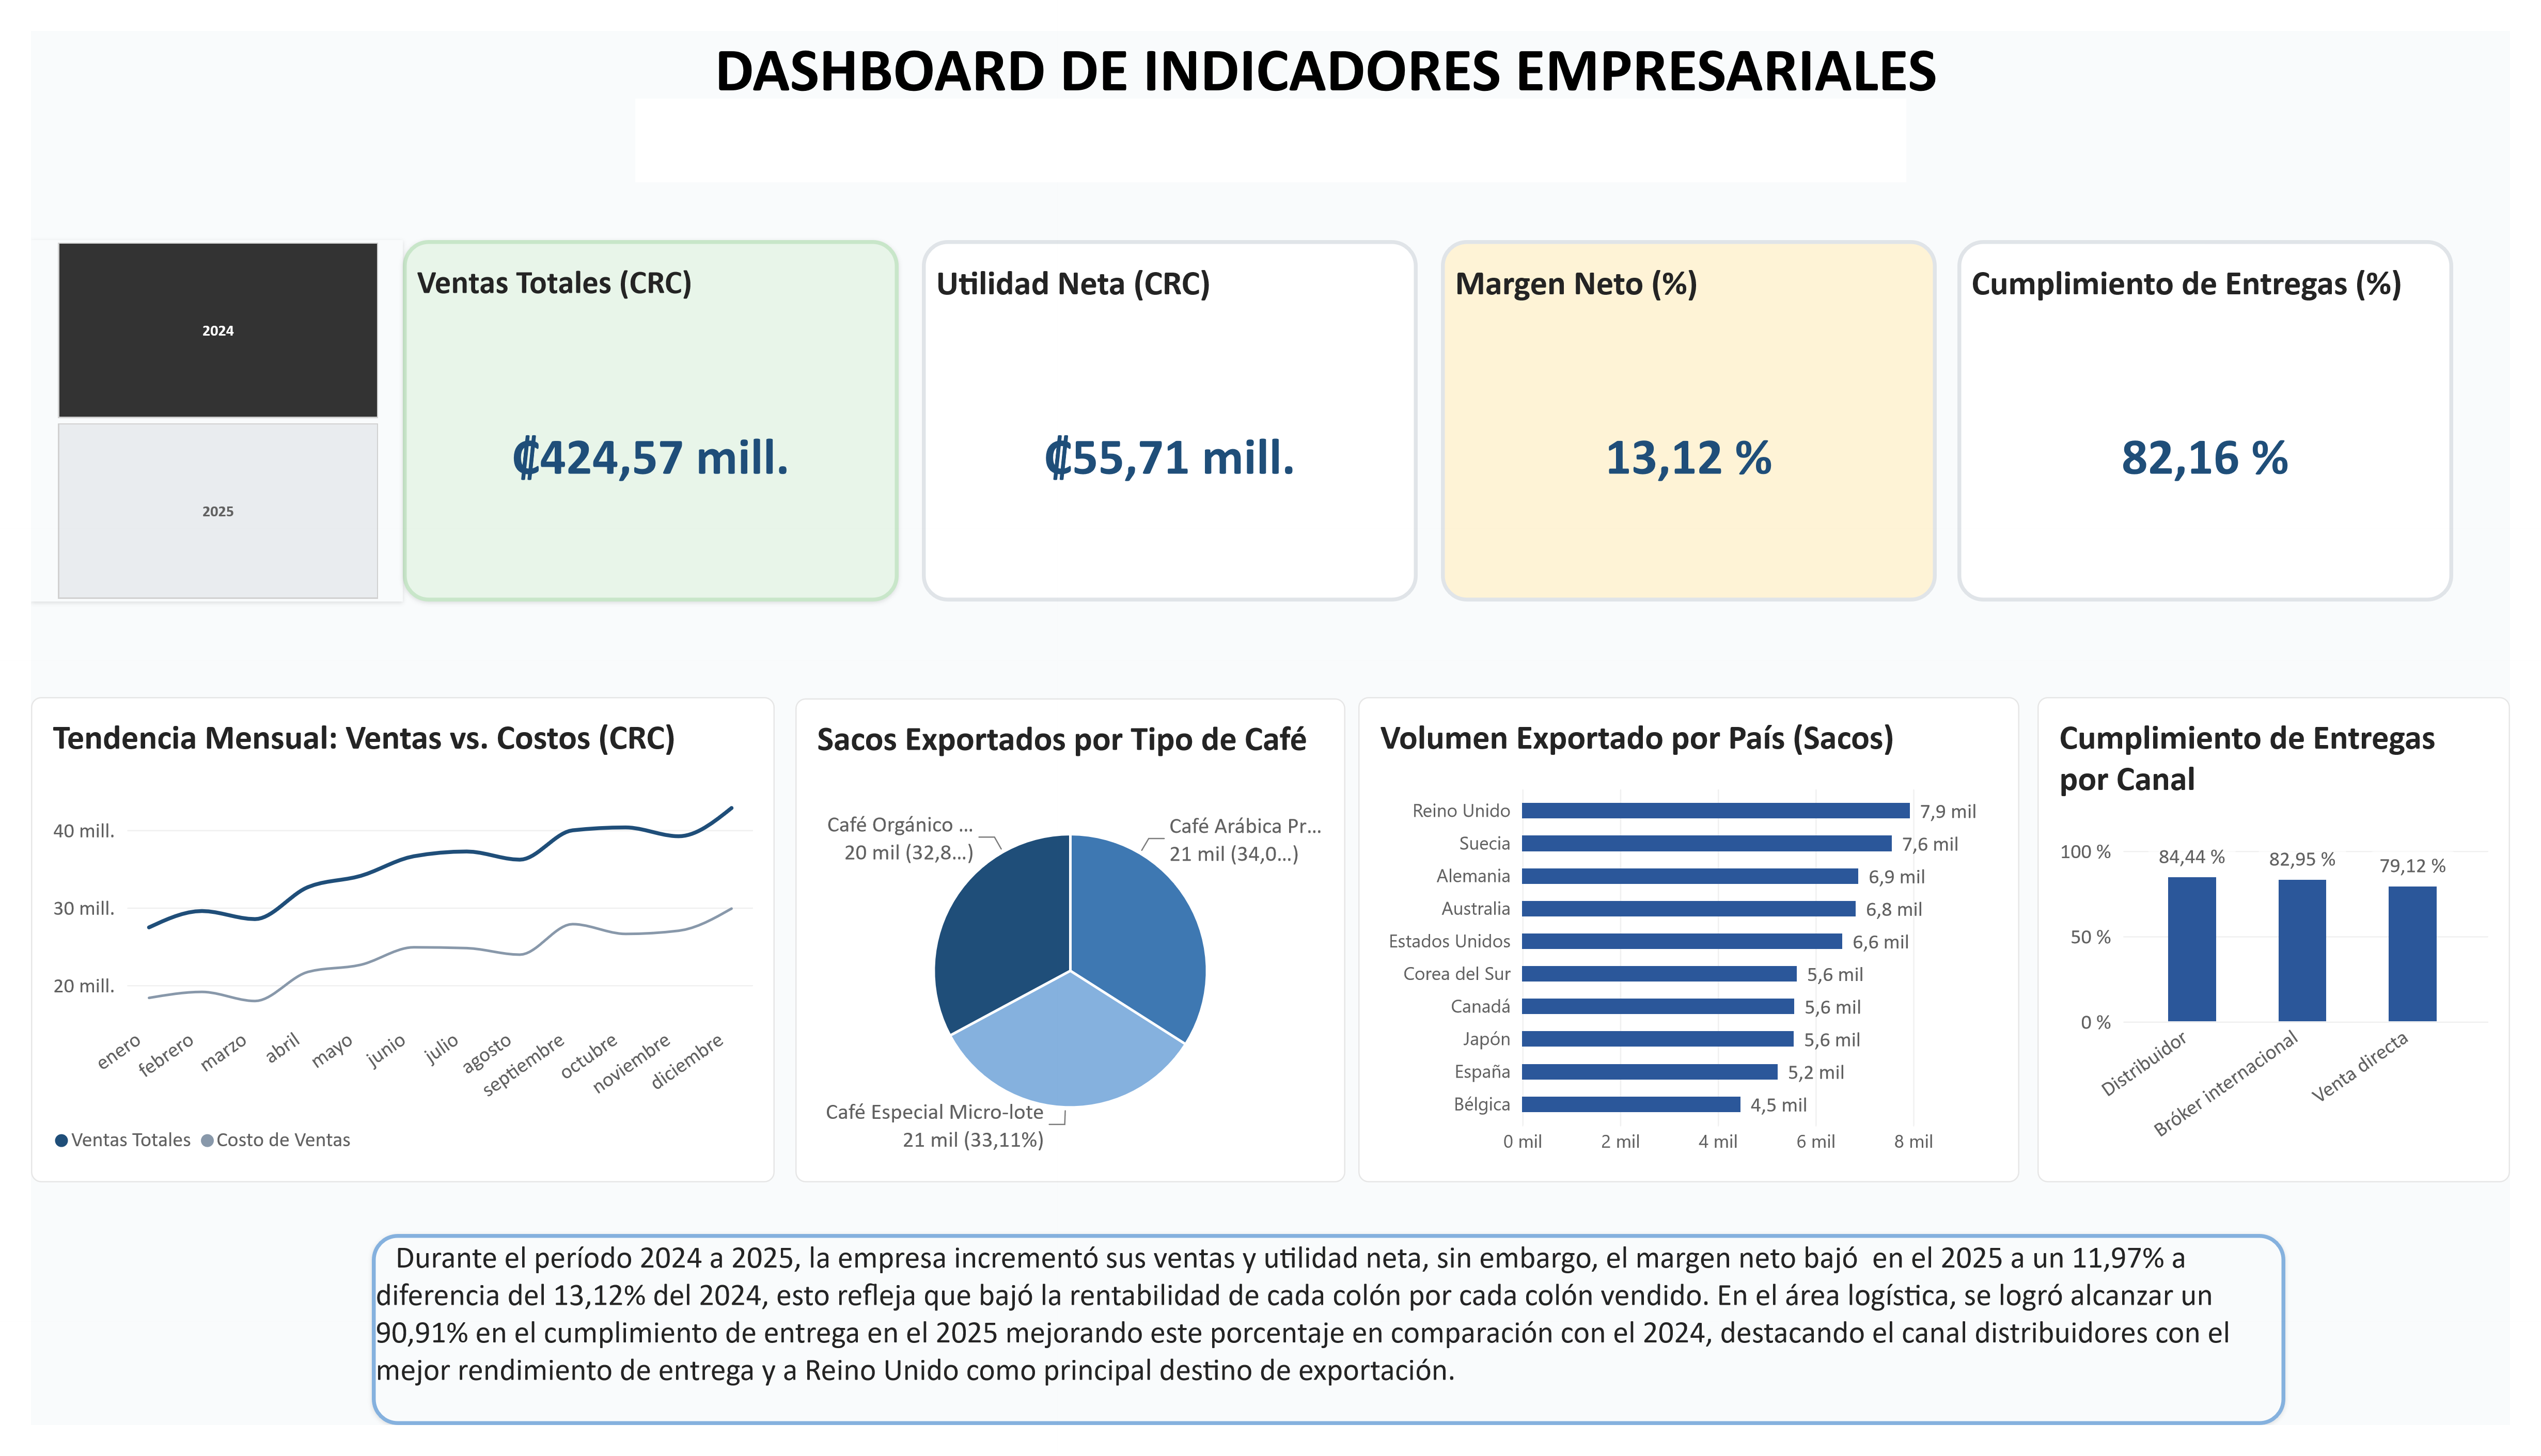 DASHBOARD DE INDICADORES EMPRESARIALES
2024
2025
Ventas Totales (CRC)
₡424,57 mill.
Utilidad Neta (CRC)
₡55,71 mill.
Margen Neto (%)
13,12 %
Cumplimiento de Entregas (%)
82,16 %
Tendencia Mensual: Ventas vs. Costos (CRC)
40 mill.
30 mill.
20 mill.
enero
febrero
marzo
abril
mayo
junio
julio
agosto
septiembre
octubre
noviembre
diciembre
Ventas Totales
Costo de Ventas
Sacos Exportados por Tipo de Café
Café Orgánico ...
20 mil (32,8...)
Café Arábica Pr...
21 mil (34,0...)
Café Especial Micro-lote
21 mil (33,11%)
Volumen Exportado por País (Sacos)
Reino Unido 7,9 mil
Suecia 7,6 mil
Alemania 6,9 mil
Australia 6,8 mil
Estados Unidos 6,6 mil
Corea del Sur 5,6 mil
Canadá 5,6 mil
Japón 5,6 mil
España 5,2 mil
Bélgica 4,5 mil
0 mil 2 mil 4 mil 6 mil 8 mil
Cumplimiento de Entregas
por Canal
100 %
50 %
0 %
84,44 % 82,95 % 79,12 %
Distribuidor
Bróker internacional
Venta directa
Durante el período 2024 a 2025, la empresa incrementó sus ventas y utilidad neta, sin embargo, el margen neto bajó  en el 2025 a un 11,97% a
diferencia del 13,12% del 2024, esto refleja que bajó la rentabilidad de cada colón por cada colón vendido. En el área logística, se logró alcanzar un
90,91% en el cumplimiento de entrega en el 2025 mejorando este porcentaje en comparación con el 2024, destacando el canal distribuidores con el
mejor rendimiento de entrega y a Reino Unido como principal destino de exportación.